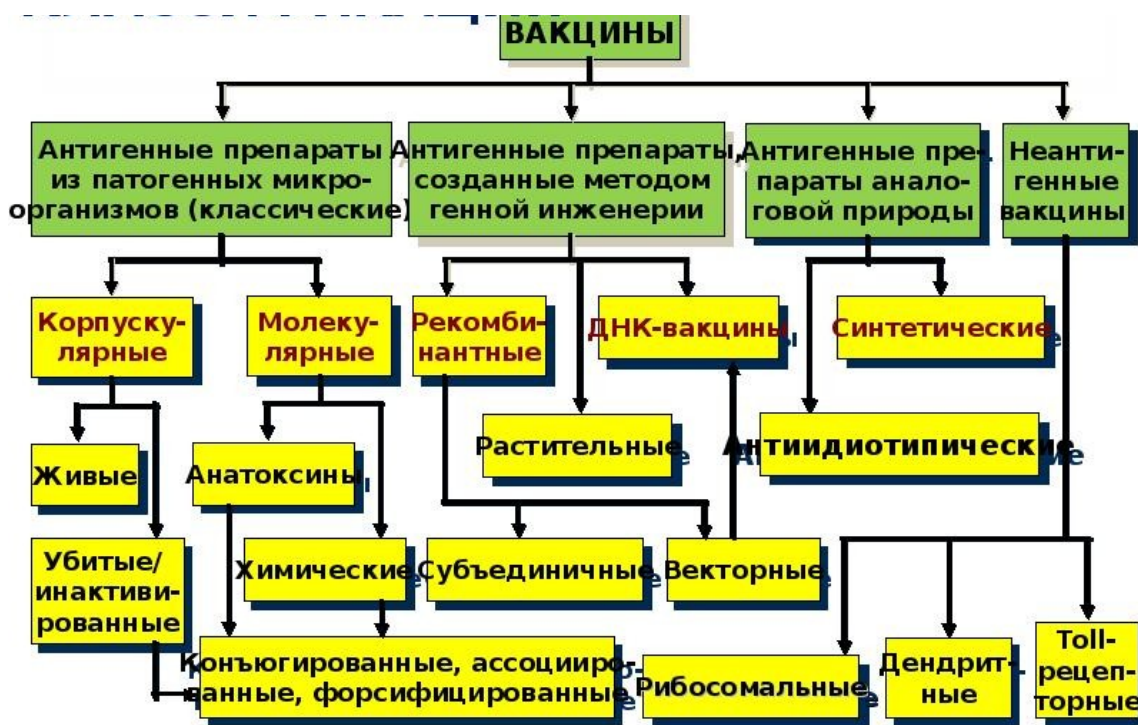 ВАКЦИНЫ
Антигенные препараты
из патогенных микро-
организмов (классические)
Антигенные препараты,
созданные методом
генной инженерии
Антигенные пре-
параты анало-
говой природы
Неанти-
генные
вакцины
Корпуску-
лярные
Молеку-
лярные
Рекомби-
нантные
ДНК-вакцины
Синтетические
Живые
Анатоксины
Растительные
Антиидиотипические
Убитые/
инактиви-
рованные
Химические
Субъединичные
Векторные
Конъюгированные, ассоцииро-
ванные, форсифицированные
Рибосомальные
Дендрит-
ные
Toll-
рецеп-
торные